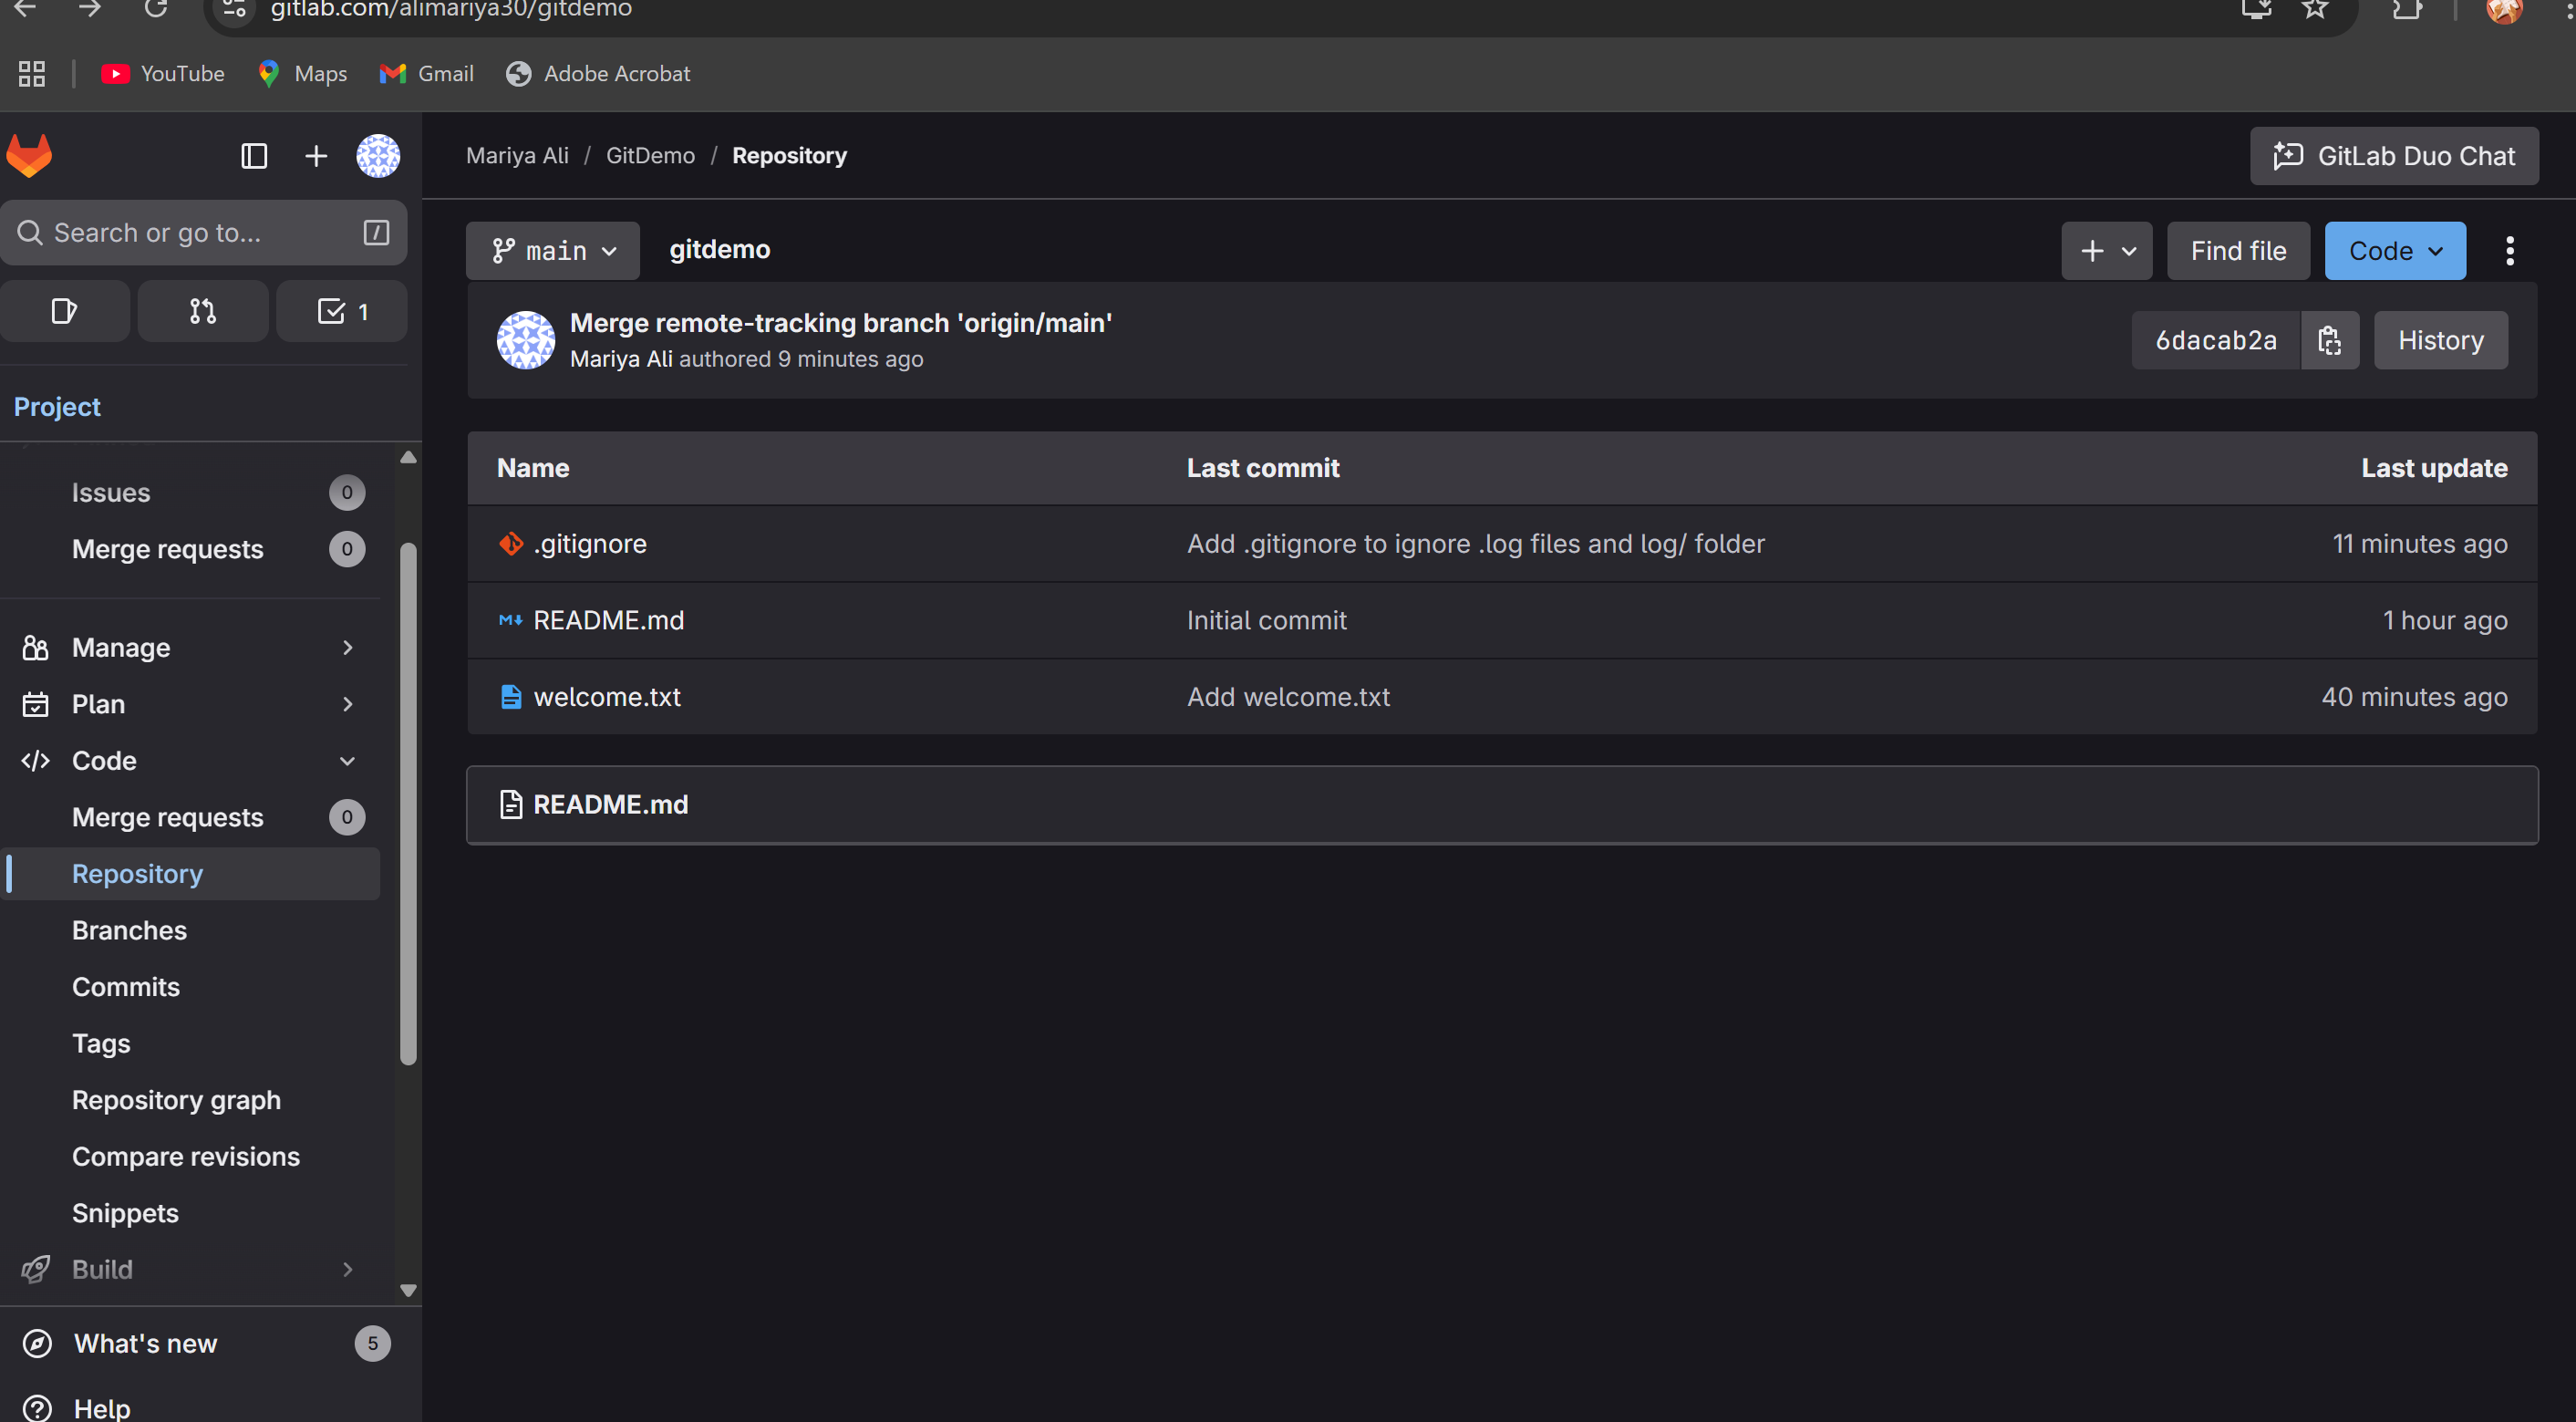 gitlab.com/alimariya30/gitdemo
YouTube Maps Gmail Adobe Acrobat
Mariya Ali / GitDemo / Repository
GitLab Duo Chat
Search or go to... /
1
Project
Issues 0
Merge requests 0
Manage
Plan
Code
Merge requests 0
Repository
Branches
Commits
Tags
Repository graph
Compare revisions
Snippets
Build
What's new 5
Help
main gitdemo
Find file Code
Merge remote-tracking branch 'origin/main'
Mariya Ali authored 9 minutes ago
6dacab2a History
Name Last commit Last update
.gitignore Add .gitignore to ignore .log files and log/ folder 11 minutes ago
README.md Initial commit 1 hour ago
welcome.txt Add welcome.txt 40 minutes ago
README.md